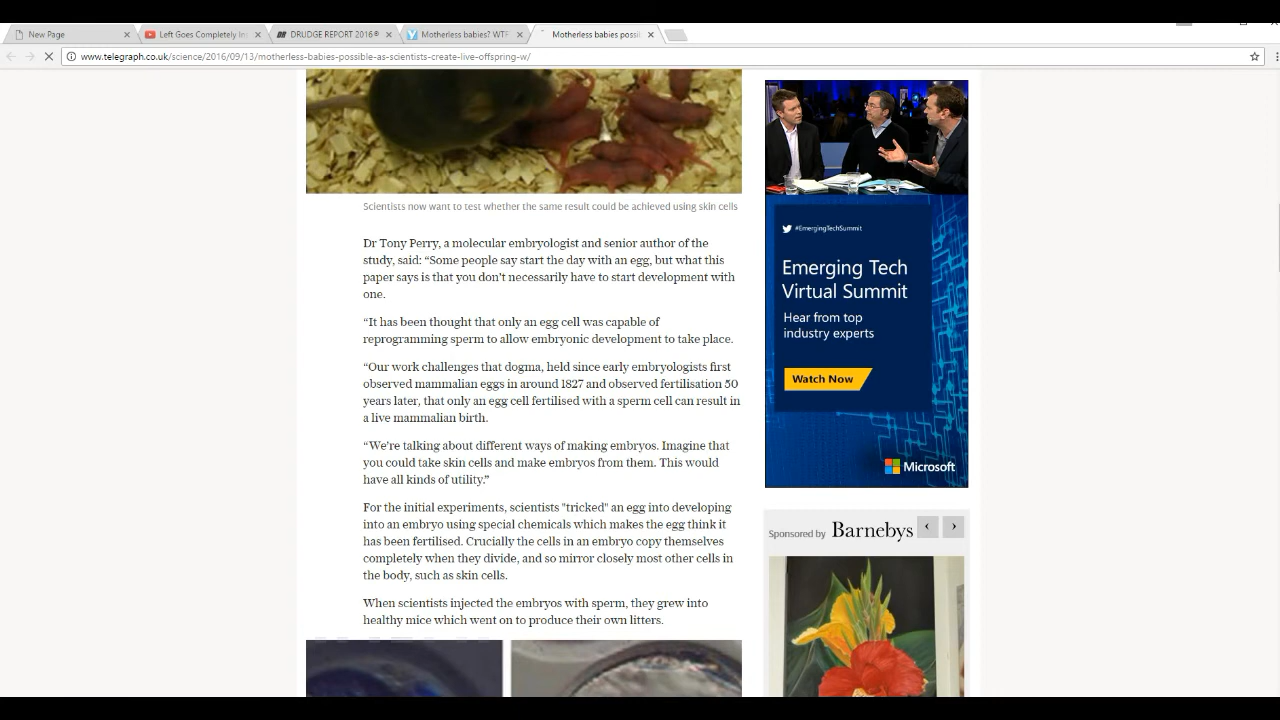 New Page
Left Goes Completely In
DRUDGE REPORT 2016®
Motherless babies? WTF
Motherless babies possi
www.telegraph.co.uk/science/2016/09/13/motherless-babies-possible-as-scientists-create-live-offspring-w/
Scientists now want to test whether the same result could be achieved using skin cells
Dr Tony Perry, a molecular embryologist and senior author of the
study, said: “Some people say start the day with an egg, but what this
paper says is that you don’t necessarily have to start development with
one.
“It has been thought that only an egg cell was capable of
reprogramming sperm to allow embryonic development to take place.
“Our work challenges that dogma, held since early embryologists first
observed mammalian eggs in around 1827 and observed fertilisation 50
years later, that only an egg cell fertilised with a sperm cell can result in
a live mammalian birth.
“We’re talking about different ways of making embryos. Imagine that
you could take skin cells and make embryos from them. This would
have all kinds of utility.”
For the initial experiments, scientists "tricked" an egg into developing
into an embryo using special chemicals which makes the egg think it
has been fertilised. Crucially the cells in an embryo copy themselves
completely when they divide, and so mirror closely most other cells in
the body, such as skin cells.
When scientists injected the embryos with sperm, they grew into
healthy mice which went on to produce their own litters.
#EmergingTechSummit
Emerging Tech
Virtual Summit
Hear from top
industry experts
Watch Now
Microsoft
Sponsored by Barnebys